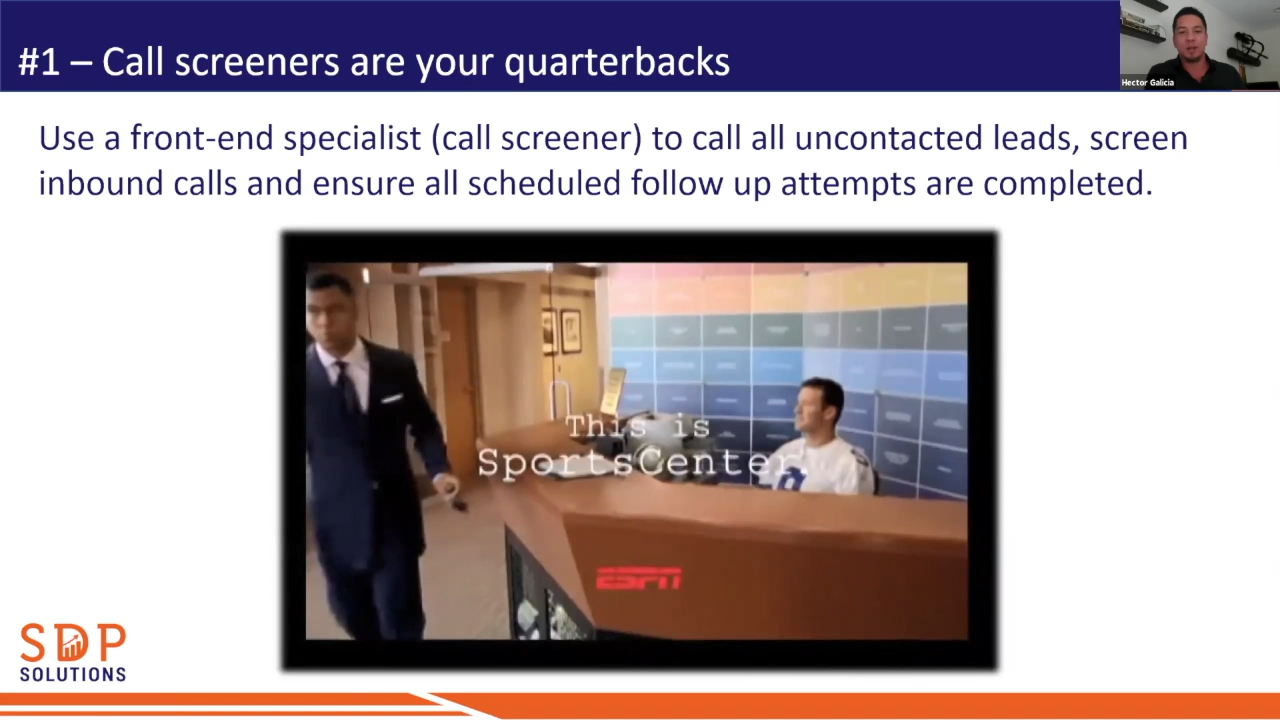 #1 – Call screeners are your quarterbacks
Hector Galicia
Use a front-end specialist (call screener) to call all uncontacted leads, screen
inbound calls and ensure all scheduled follow up attempts are completed.
This is
SportsCenter.
ESPN
SDP
SOLUTIONS